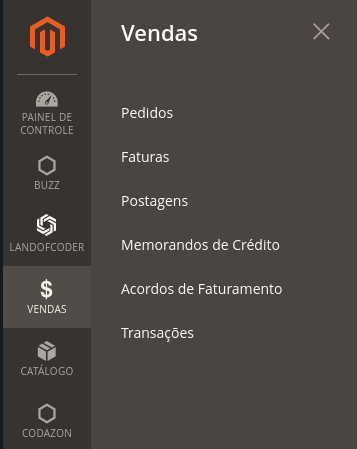 Vendas
PAINEL DE
CONTROLE
BUZZ
LANDOFCODER
$
VENDAS
CATÁLOGO
CODAZON
Pedidos
Faturas
Postagens
Memorandos de Crédito
Acordos de Faturamento
Transações